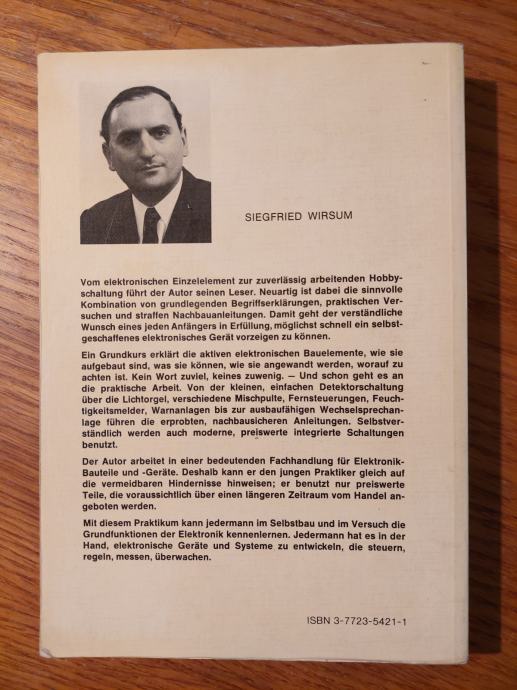 SIEGFRIED WIRSUM
Vom elektronischen Einzelelement zur zuverlässig arbeitenden Hobby-
schaltung führt der Autor seinen Leser. Neuartig ist dabei die sinnvolle
Kombination von grundlegenden Begriffserklärungen, praktischen Ver-
suchen und straffen Nachbauanleitungen. Damit geht der verständliche
Wunsch eines jeden Anfängers in Erfüllung, möglichst schnell ein selbst-
geschaffenes elektronisches Gerät vorzeigen zu können.
Ein Grundkurs erklärt die aktiven elektronischen Bauelemente, wie sie
aufgebaut sind, was sie können, wie sie angewandt werden, worauf zu
achten ist. Kein Wort zuviel, keines zuwenig. — Und schon geht es an
die praktische Arbeit. Von der kleinen, einfachen Detektorschaltung
über die Lichtorgel, verschiedene Mischpulte, Fernsteuerungen, Feuch-
tigkeitsmelder, Warnanlagen bis zur ausbaufähigen Wechselsprechan-
lage führen die erprobten, nachbausicheren Anleitungen. Selbstver-
ständlich werden auch moderne, preiswerte integrierte Schaltungen
benutzt.
Der Autor arbeitet in einer bedeutenden Fachhandlung für Elektronik-
Bauteile und -Geräte. Deshalb kann er den jungen Praktiker gleich auf
die vermeidbaren Hindernisse hinweisen; er benutzt nur preiswerte
Teile, die voraussichtlich über einen längeren Zeitraum vom Handel an-
geboten werden.
Mit diesem Praktikum kann jedermann im Selbstbau und im Versuch die
Grundfunktionen der Elektronik kennenlernen. Jedermann hat es in der
Hand, elektronische Geräte und Systeme zu entwickeln, die steuern,
regeln, messen, überwachen.
ISBN 3-7723-5421-1